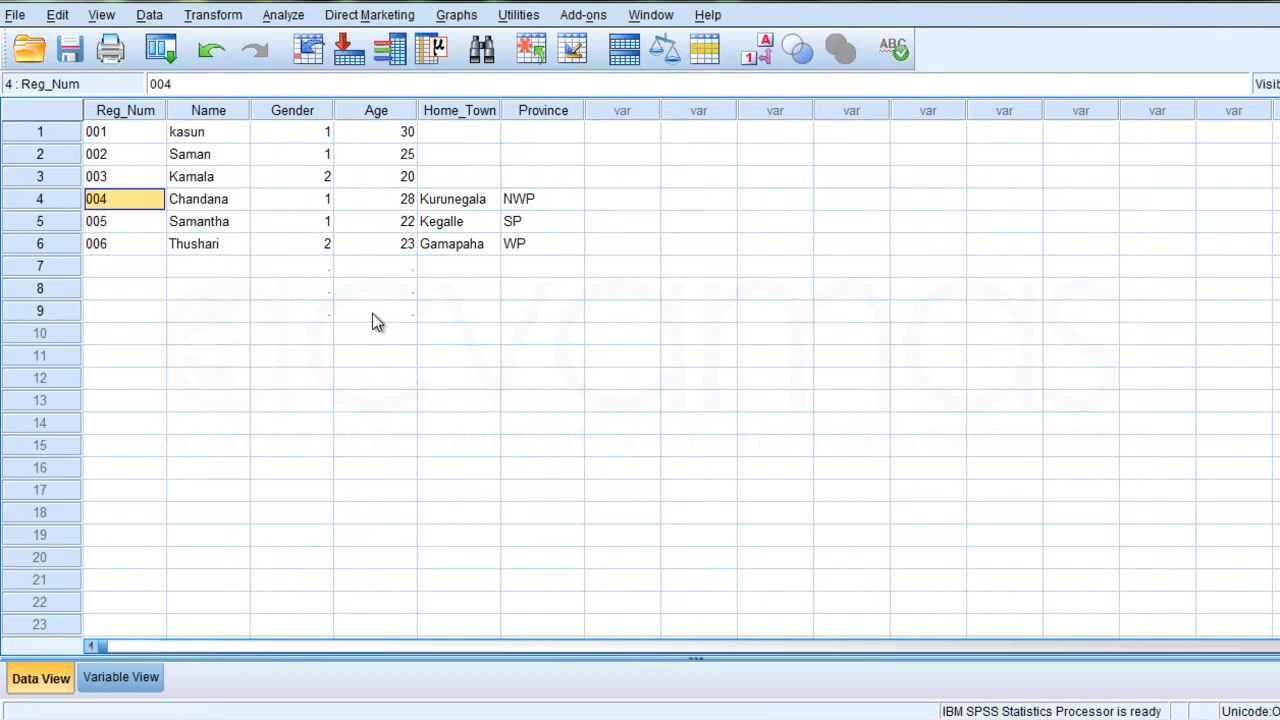 File Edit View Data Transform Analyze Direct Marketing Graphs Utilities Add-ons Window Help
4 : Reg_Num 004 Visib
Reg_Num Name Gender Age Home_Town Province var var var var var var var var var
1 001 kasun 1 30
2 002 Saman 1 25
3 003 Kamala 2 20
4 004 Chandana 1 28 Kurunegala NWP
5 005 Samantha 1 22 Kegalle SP
6 006 Thushari 2 23 Gamapaha WP
7 . .
8 . .
9 . .
10
11
12
13
14
15
16
17
18
19
20
21
22
23
Data View Variable View
IBM SPSS Statistics Processor is ready Unicode:O